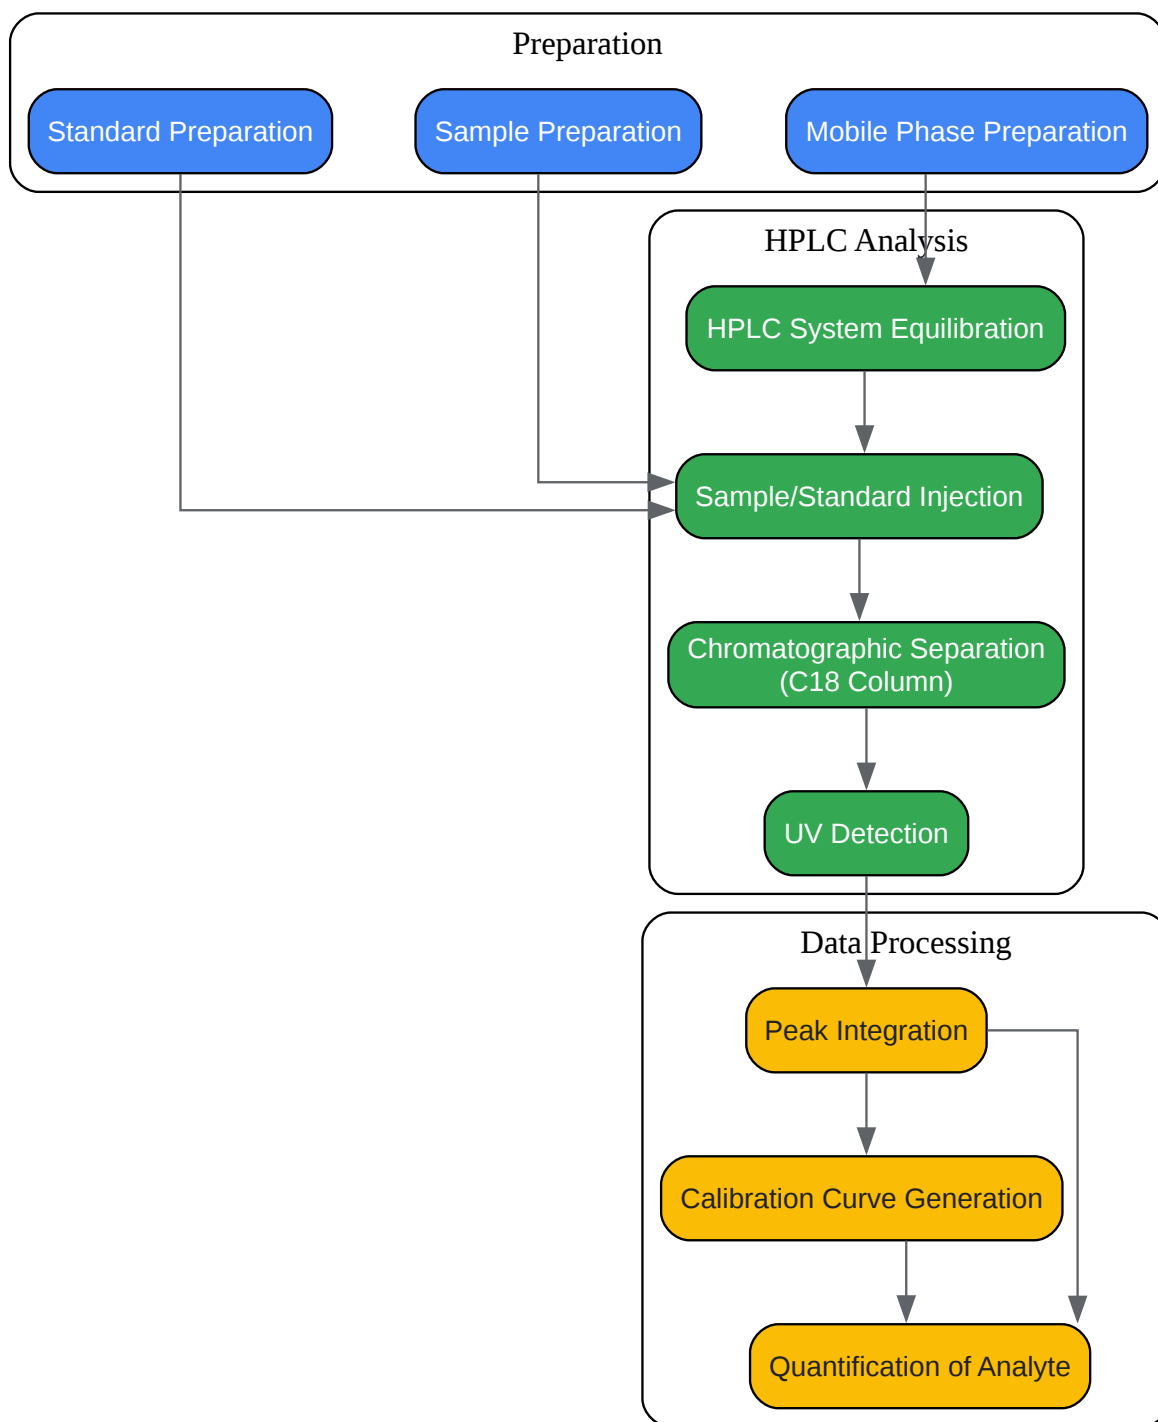 Preparation
Standard Preparation
Sample Preparation
Mobile Phase Preparation
HPLC Analysis
HPLC System Equilibration
Sample/Standard Injection
Chromatographic Separation
(C18 Column)
UV Detection
Data Processing
Peak Integration
Calibration Curve Generation
Quantification of Analyte